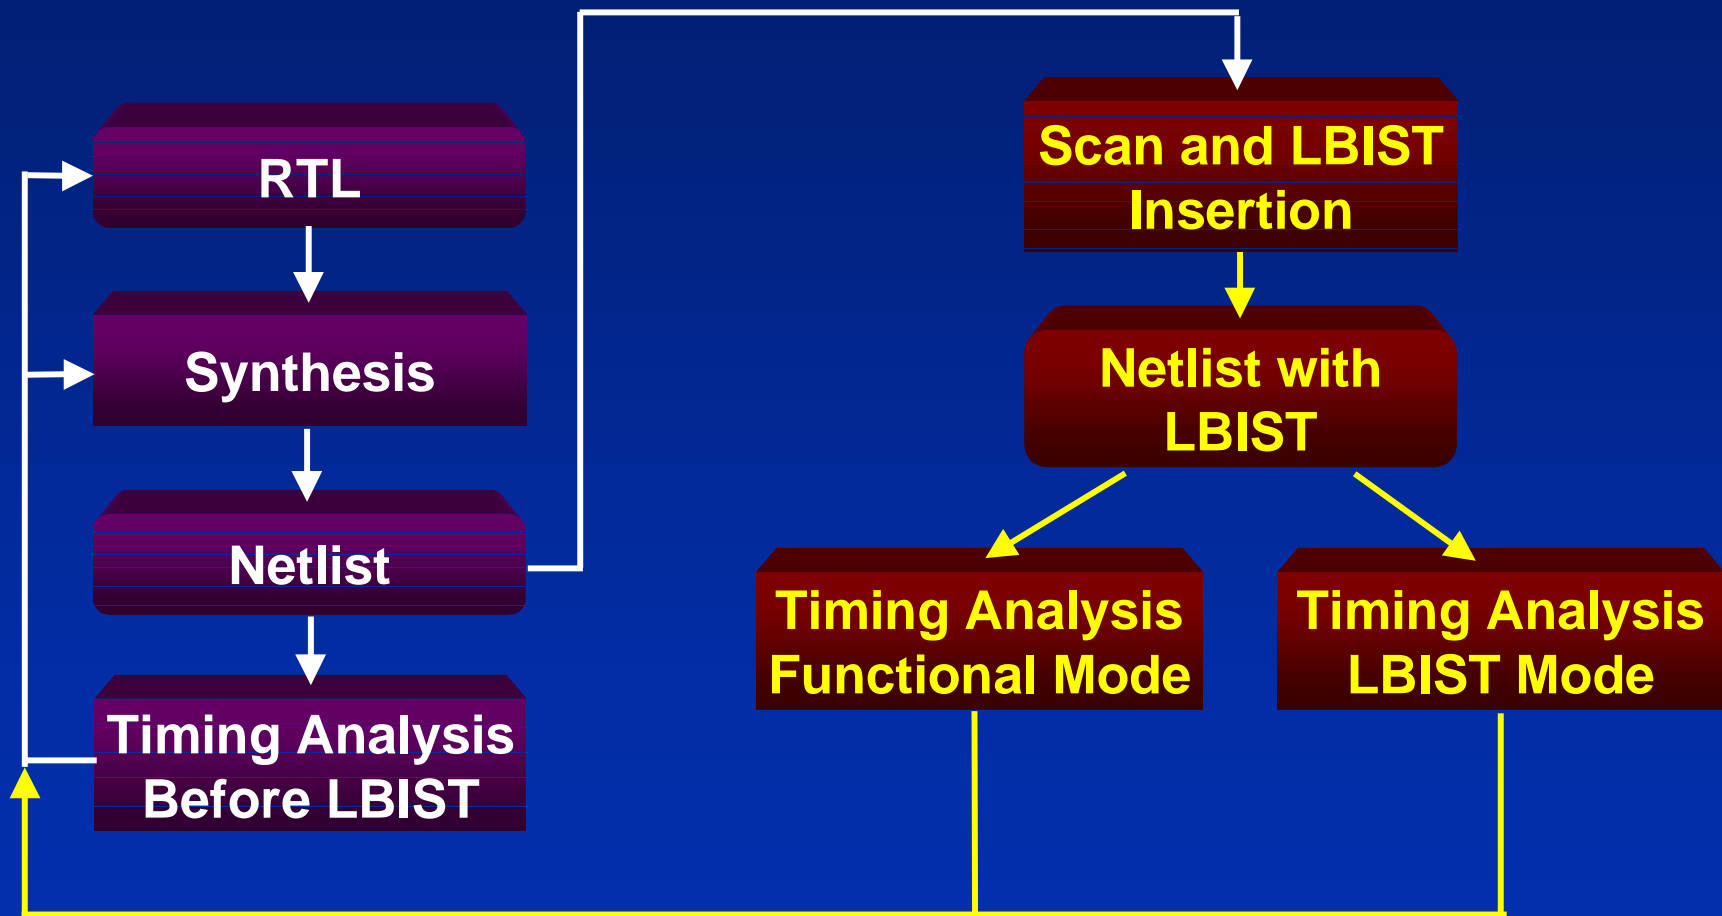 RTL
Synthesis
Netlist
Timing Analysis
Before LBIST
Scan and LBIST
Insertion
Netlist with
LBIST
Timing Analysis
Functional Mode
Timing Analysis
LBIST Mode